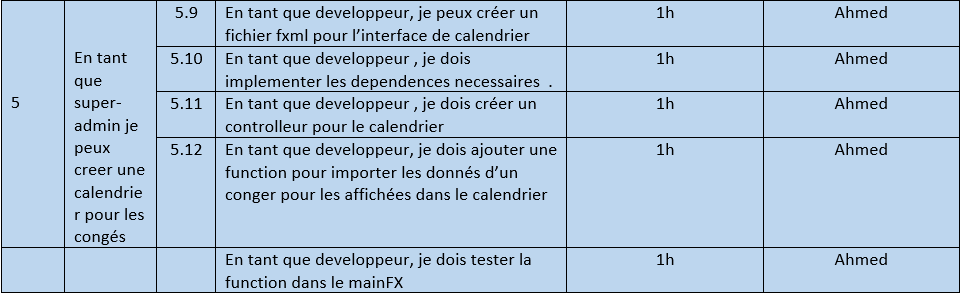 5
En tant
que
super-
admin je
peux
creer une
calendrie
r pour les
congés
5.9
En tant que developpeur, je peux créer un
fichier fxml pour l’interface de calendrier
1h
Ahmed
5.10
En tant que developpeur , je dois
implementer les dependences necessaires .
1h
Ahmed
5.11
En tant que developpeur , je dois créer un
controlleur pour le calendrier
1h
Ahmed
5.12
En tant que developpeur, je dois ajouter une
function pour importer les donnés d’un
conger pour les affichées dans le calendrier
1h
Ahmed
En tant que developpeur, je dois tester la
function dans le mainFX
1h
Ahmed